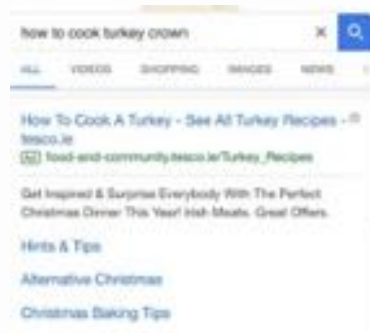 how to cook turkey crown ×
ALL VIDEOS SHOPPING IMAGES NEWS
How To Cook A Turkey - See All Turkey Recipes -
tesco.ie
Ad food-and-community.tesco.ie/Turkey_Recipes
Get Inspired & Surprise Everybody With The Perfect
Christmas Dinner This Year! Irish Meats. Great Offers.
Hints & Tips
Alternative Christmas
Christmas Baking Tips